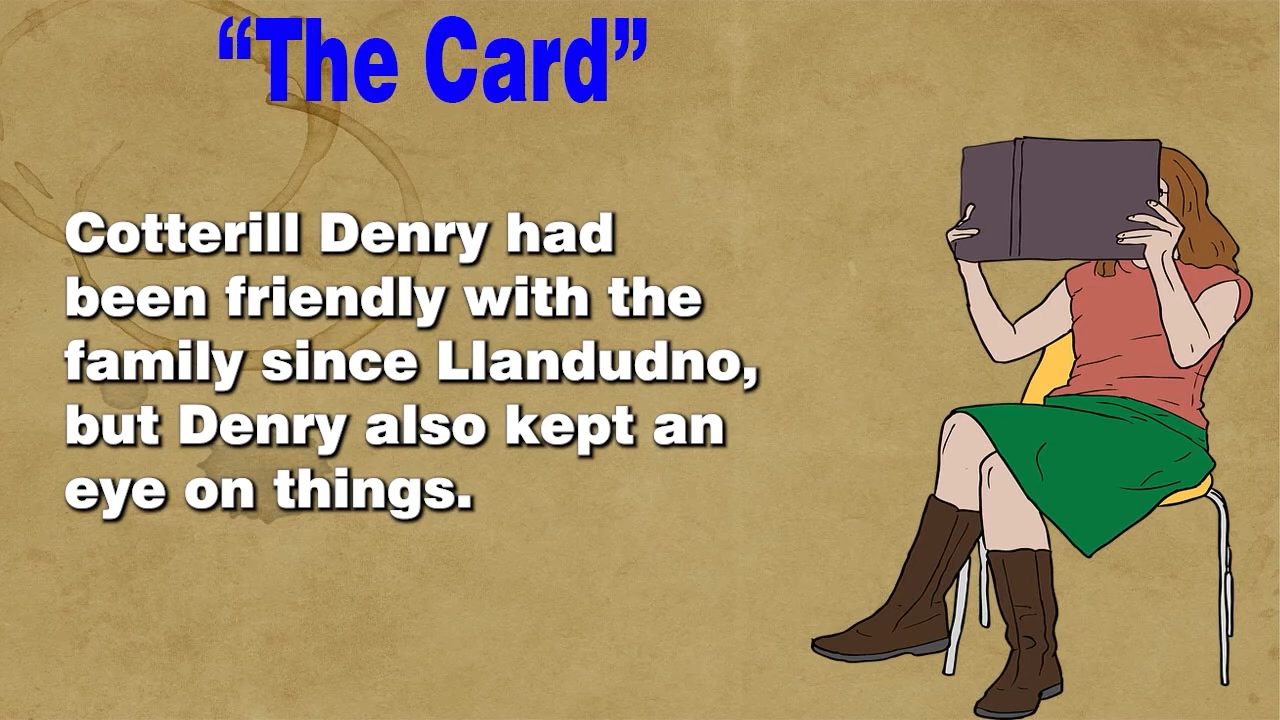 “The Card”
Cotterill Denry had
been friendly with the
family since Llandudno,
but Denry also kept an
eye on things.